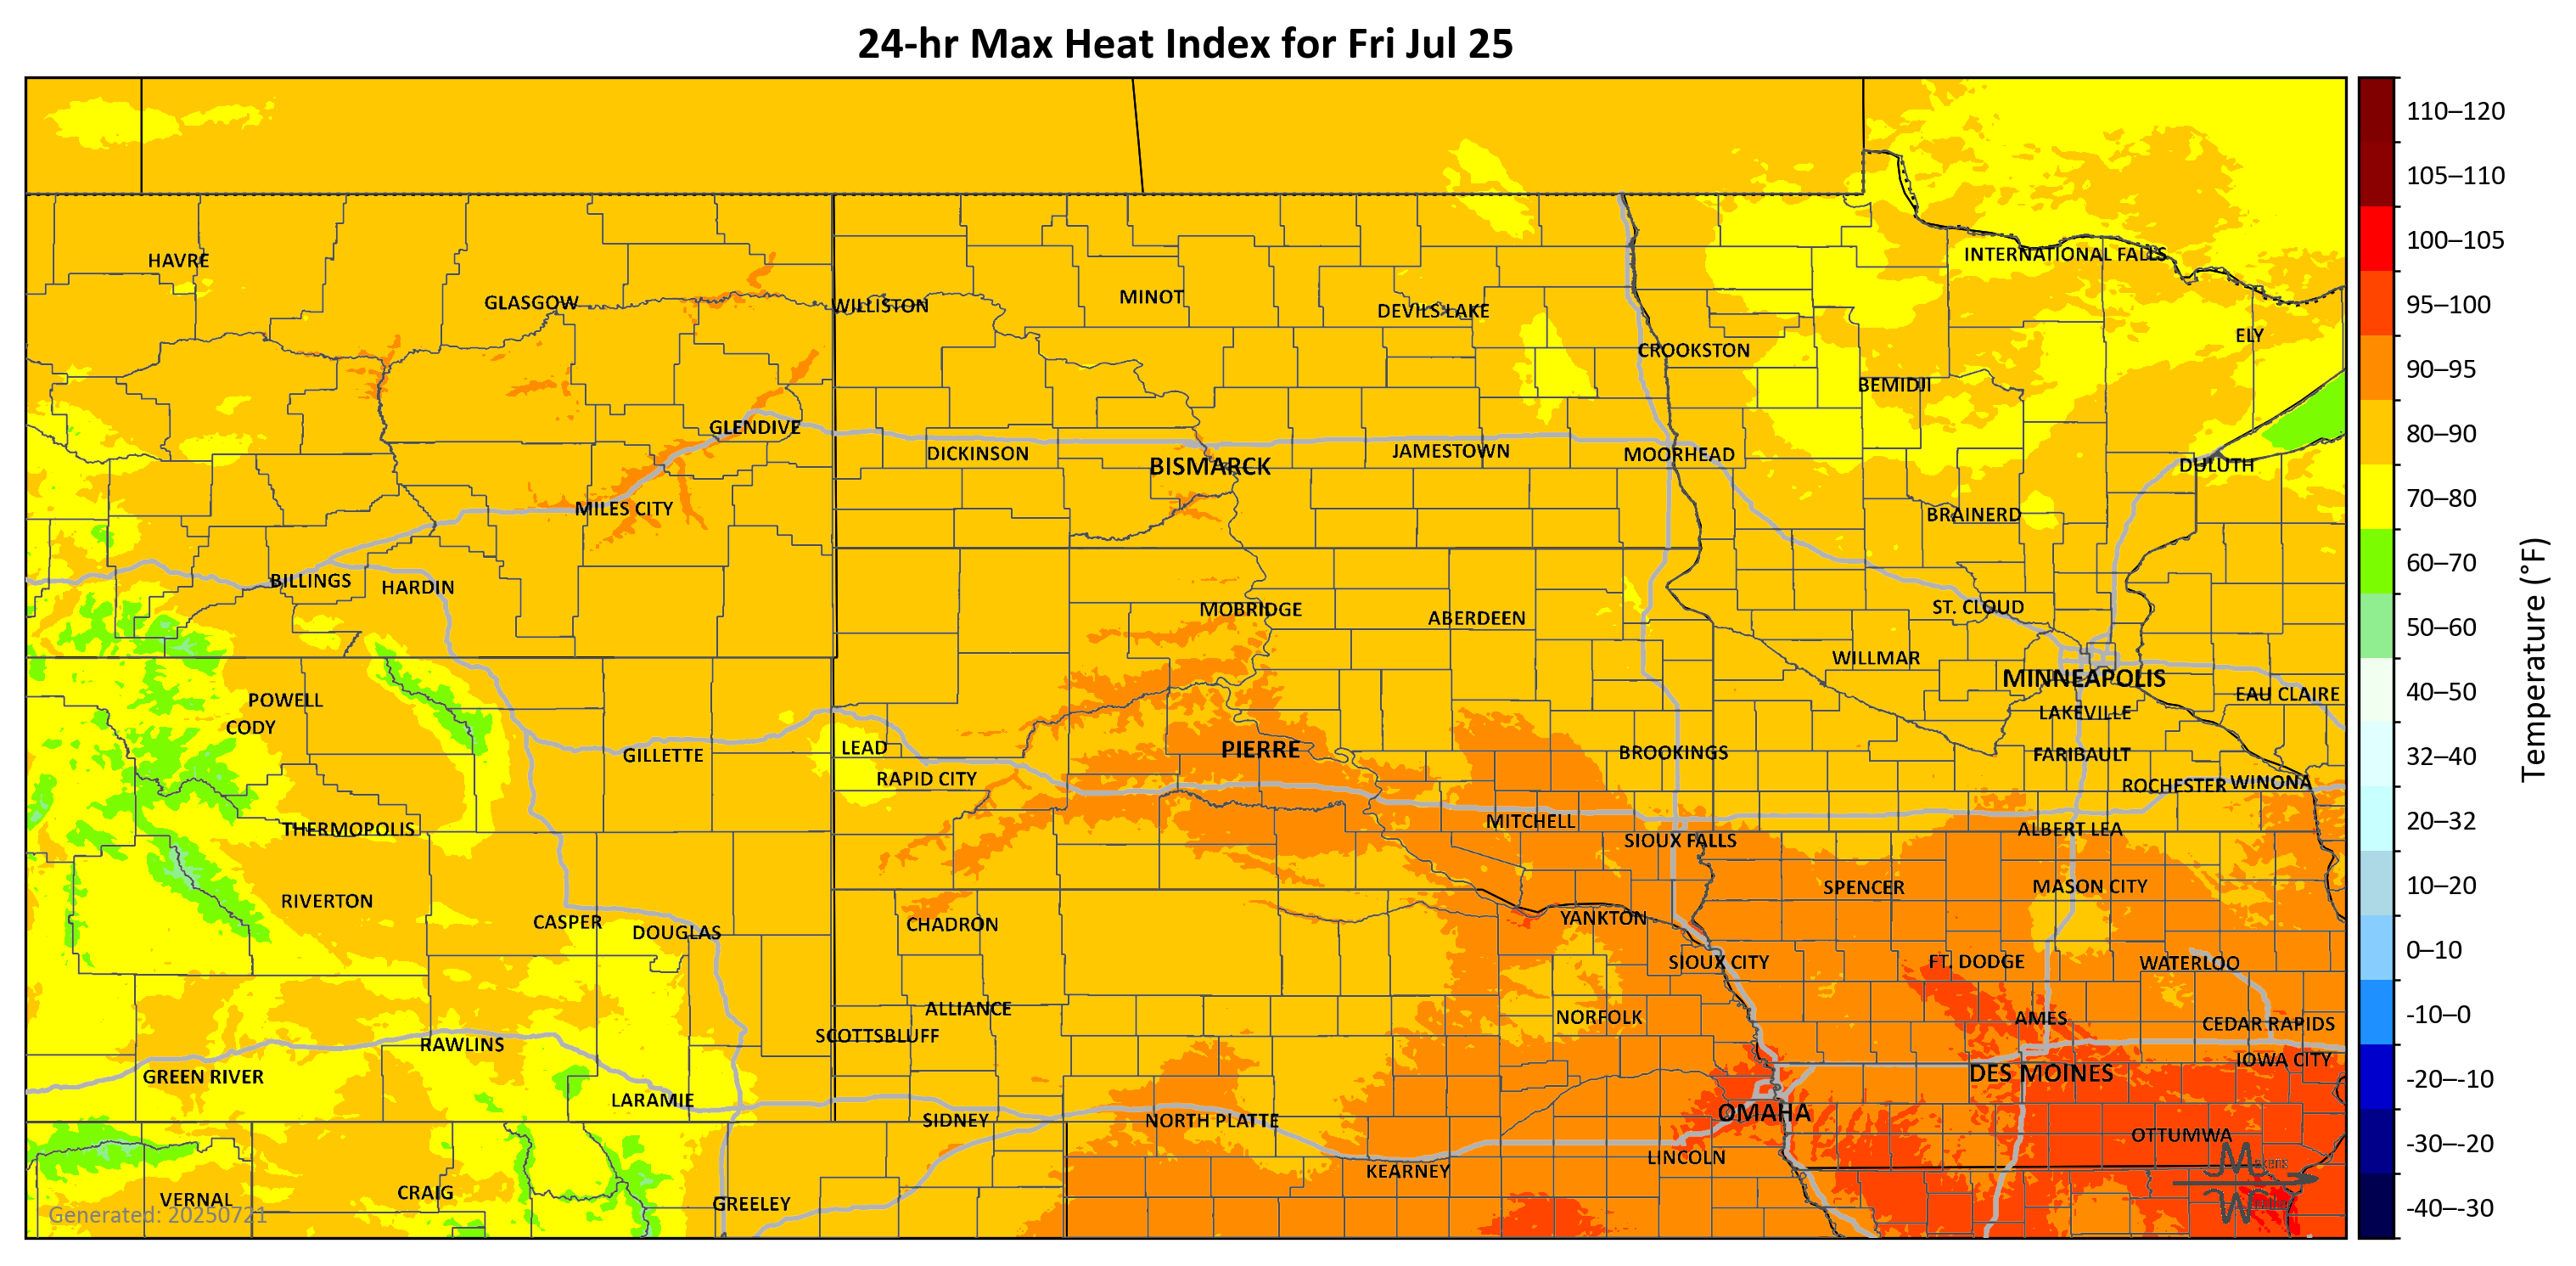 24-hr Max Heat Index for Fri Jul 25
110–120
105–110
100–105
95–100
90–95
80–90
70–80
60–70
50–60
40–50
32–40
20–32
10–20
0–10
-10–0
-20–-10
-30–-20
-40–-30
Temperature (°F)
HAVRE
GLASGOW
WILLISTON
MINOT
DEVILS LAKE
CROOKSTON
INTERNATIONAL FALLS
ELY
BEMIDJI
GLENDIVE
DICKINSON
BISMARCK
JAMESTOWN
MOORHEAD
DULUTH
MILES CITY
BRAINERD
BILLINGS
HARDIN
MOBRIDGE
ABERDEEN
ST. CLOUD
WILLMAR
MINNEAPOLIS
EAU CLAIRE
LAKEVILLE
POWELL
CODY
GILLETTE
LEAD
RAPID CITY
PIERRE
BROOKINGS
FARIBAULT
ROCHESTER
WINONA
THERMOPOLIS
MITCHELL
SIOUX FALLS
ALBERT LEA
RIVERTON
CASPER
DOUGLAS
CHADRON
YANKTON
SPENCER
MASON CITY
SIOUX CITY
FT. DODGE
WATERLOO
ALLIANCE
SCOTTSBLUFF
NORFOLK
AMES
CEDAR RAPIDS
RAWLINS
GREEN RIVER
IOWA CITY
DES MOINES
LARAMIE
SIDNEY
NORTH PLATTE
OMAHA
OTTUMWA
KEARNEY
LINCOLN
VERNAL
CRAIG
GREELEY
Generated: 20250721